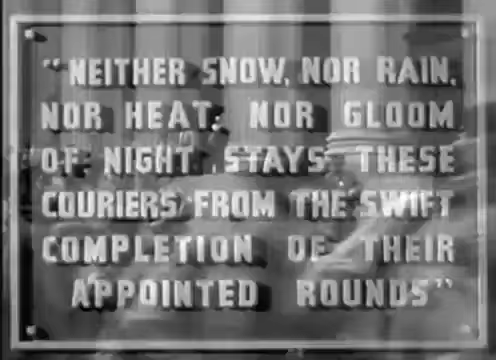 "NEITHER SNOW, NOR RAIN,
NOR HEAT, NOR GLOOM
OF NIGHT STAYS THESE
COURIERS FROM THE SWIFT
COMPLETION OF THEIR
APPOINTED ROUNDS"